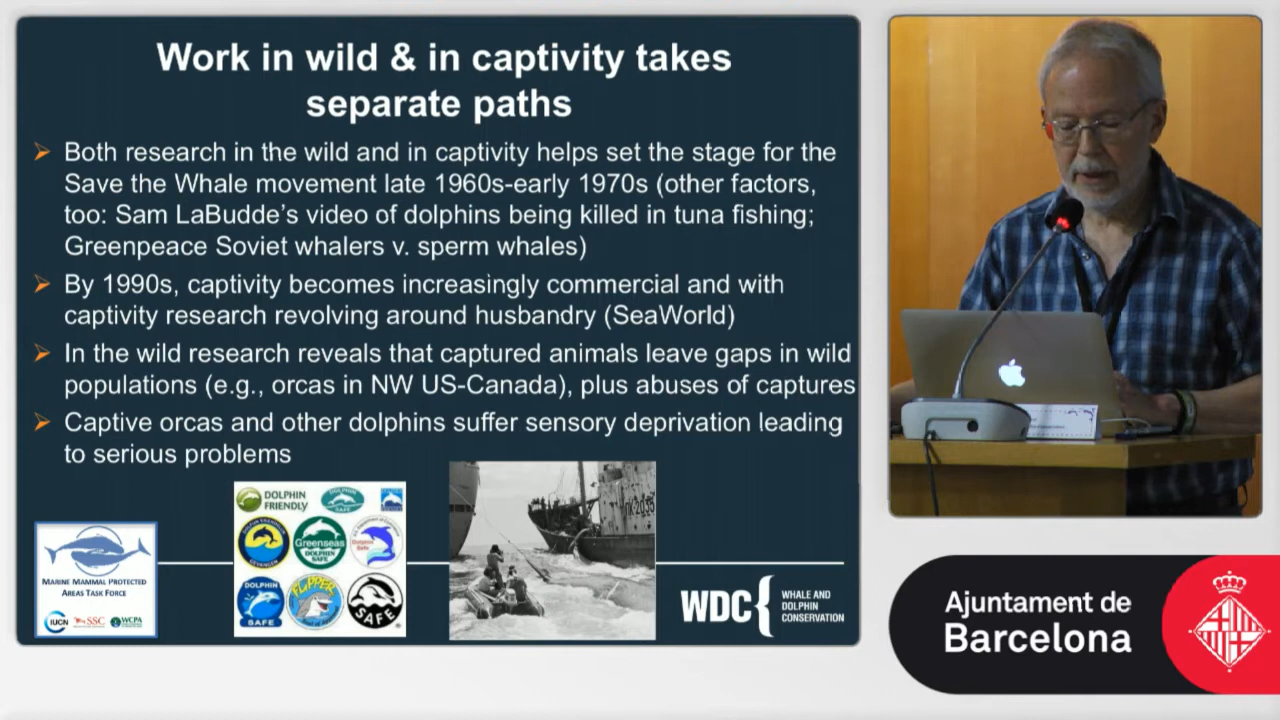 Work in wild & in captivity takes
separate paths
Both research in the wild and in captivity helps set the stage for the
Save the Whale movement late 1960s-early 1970s (other factors,
too: Sam LaBudde's video of dolphins being killed in tuna fishing;
Greenpeace Soviet whalers v. sperm whales)
By 1990s, captivity becomes increasingly commercial and with
captivity research revolving around husbandry (SeaWorld)
In the wild research reveals that captured animals leave gaps in wild
populations (e.g., orcas in NW US-Canada), plus abuses of captures
Captive orcas and other dolphins suffer sensory deprivation leading
to serious problems
MARINE MAMMAL PROTECTED
AREAS TASK FORCE
IUCN SSC WCPA
DOLPHIN
FRIENDLY
DOLPHIN
SAFE
Greenseas
DOLPHIN
SAFE
Dolphin
Safe
DOLPHIN
SAFE
FLIPPER
SAFE
WDC
WHALE AND
DOLPHIN
CONSERVATION
Ajuntament de
Barcelona